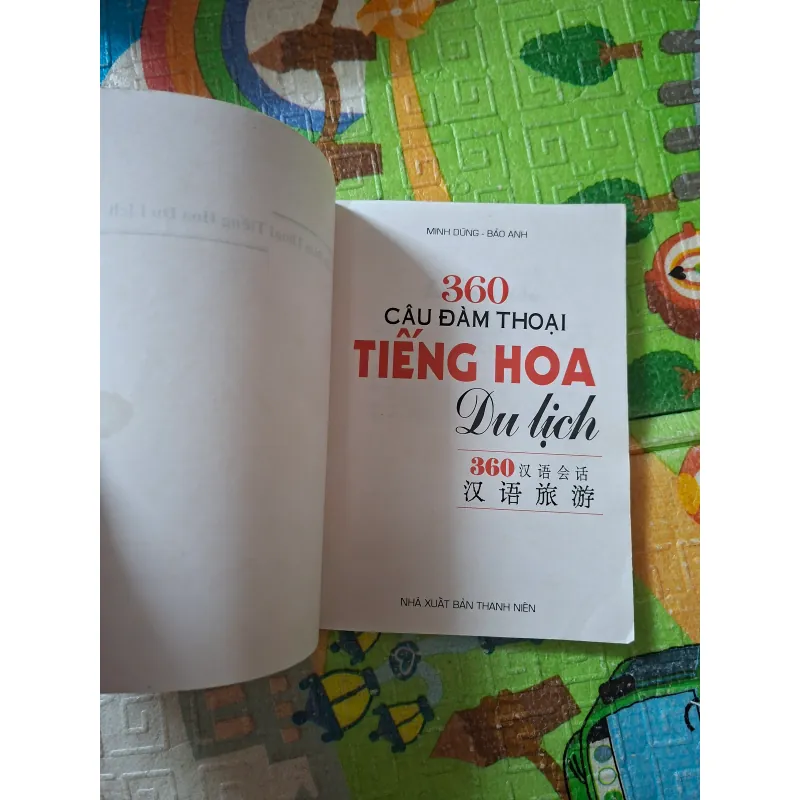 MINH DŨNG - BẢO ANH
360
CÂU ĐÀM THOẠI
TIẾNG HOA
Du lịch
360 汉语会话
汉语旅游
NHÀ XUẤT BẢN THANH NIÊN